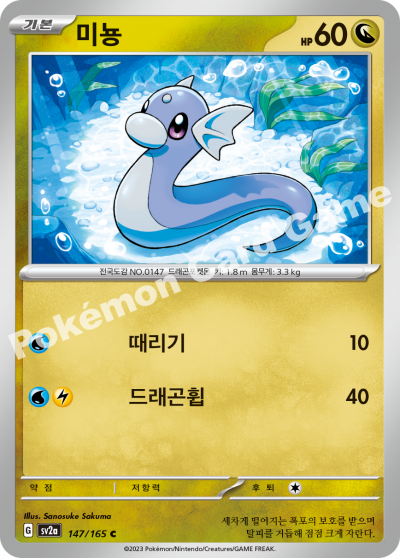 기본 미뇽 HP 60
전국도감 NO.0147 드래곤포켓몬 키: 1.8 m 몸무게: 3.3 kg
때리기 10
드래곤휩 40
약점 저항력 후퇴
Illus. Sanosuke Sakuma
G sv2a 147/165 C
세차게 떨어지는 폭포의 보호를 받으며
탈피를 거듭해 점점 크게 자란다.
©2023 Pokémon/Nintendo/Creatures/GAME FREAK.
Pokémon Card Game